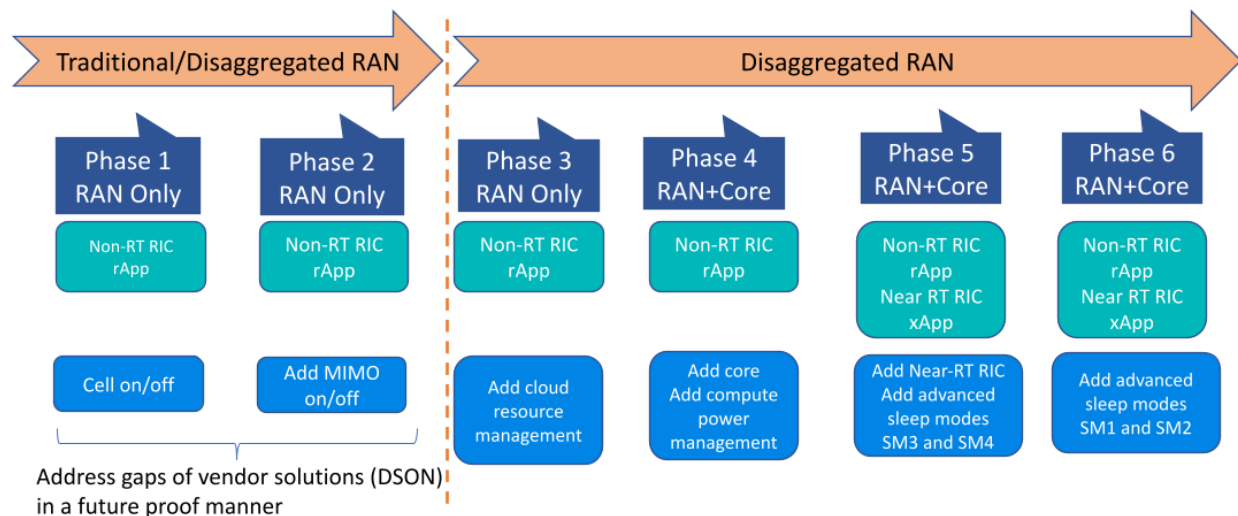 Traditional/Disaggregated RAN
Disaggregated RAN
Phase 1
RAN Only
Phase 2
RAN Only
Phase 3
RAN Only
Phase 4
RAN+Core
Phase 5
RAN+Core
Phase 6
RAN+Core
Non-RT RIC
rApp
Non-RT RIC
rApp
Non-RT RIC
rApp
Non-RT RIC
rApp
Non-RT RIC
rApp
Near RT RIC
xApp
Non-RT RIC
rApp
Near RT RIC
xApp
Cell on/off
Add MIMO
on/off
Add cloud
resource
management
Add core
Add compute
power
management
Add Near-RT RIC
Add advanced
sleep modes
SM3 and SM4
Add advanced
sleep modes
SM1 and SM2
Address gaps of vendor solutions (DSON)
in a future proof manner